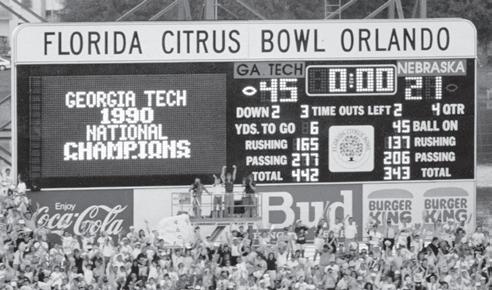 FLORIDA CITRUS BOWL ORLANDO
GEORGIA TECH
1990
NATIONAL
CHAMPIONS
GA. TECH 0:00 NEBRASKA
45 21
DOWN 2 3 TIME OUTS LEFT 2 4 QTR
YDS. TO GO 6 45 BALL ON
RUSHING 165 137 RUSHING
PASSING 277 206 PASSING
TOTAL 442 343 TOTAL
FLORIDA CITRUS
Enjoy
Coca-Cola
Bud
BURGER KING
BURGER KING